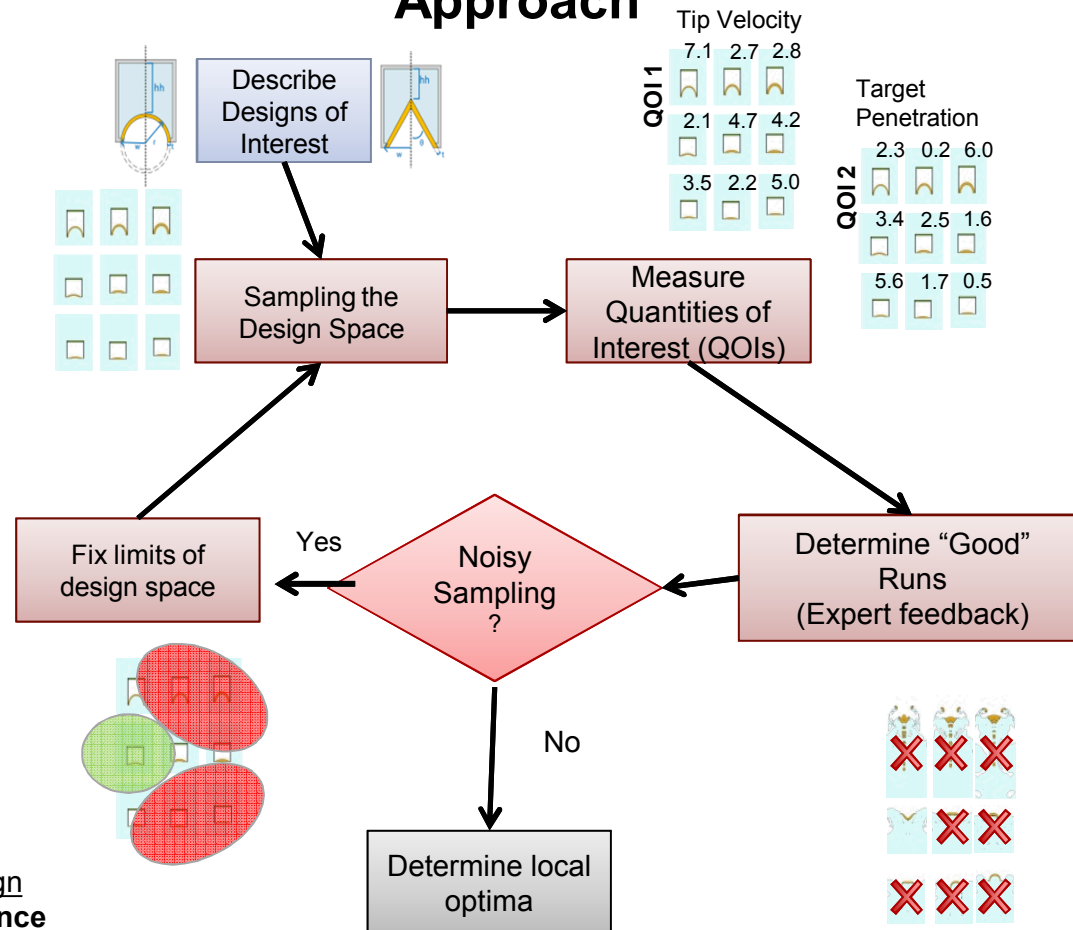 Approach
Tip Velocity
7.1 2.7 2.8
QOI 1
2.1 4.7 4.2
3.5 2.2 5.0
Target
Penetration
2.3 0.2 6.0
QOI 2
3.4 2.5 1.6
5.6 1.7 0.5
hh
w
r
t
Describe
Designs of
Interest
hh
w
θ
t
Sampling the
Design Space
Measure
Quantities of
Interest (QOIs)
Fix limits of
design space
Yes
Noisy
Sampling
?
Determine “Good”
Runs
(Expert feedback)
No
Determine local
optima
gn
nce